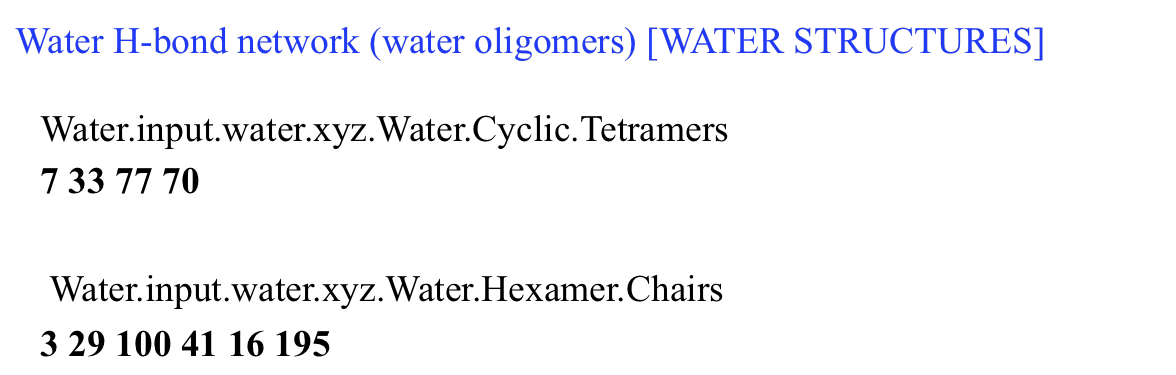 Water H-bond network (water oligomers) [WATER STRUCTURES]
Water.input.water.xyz.Water.Cyclic.Tetramers
7 33 77 70
Water.input.water.xyz.Water.Hexamer.Chairs
3 29 100 41 16 195